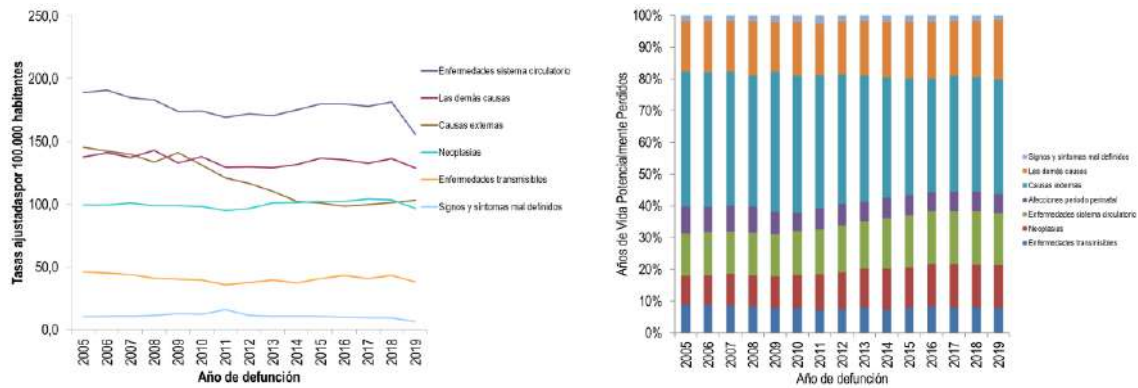 250,0
200,0
150,0
100,0
50,0
0,0
Tasas ajustadaspor 100.000 habitantes
2005 2006 2007 2008 2009 2010 2011 2012 2013 2014 2015 2016 2017 2018 2019
Año de defunción
Enfermedades sistema circulatorio
Las demás causas
Causas externas
Neoplasias
Enfermedades transmisibles
Signos y síntomas mal definidos
100%
90%
80%
70%
60%
50%
40%
30%
20%
10%
0%
Años de Vida Potencialmente Perdidos
2005 2006 2007 2008 2009 2010 2011 2012 2013 2014 2015 2016 2017 2018 2019
Año de defunción
Signos y síntomas mal definidos
Las demás causas
Causas externas
Afecciones periodo perinatal
Enfermedades sistema circulatorio
Neoplasias
Enfermedades transmisibles